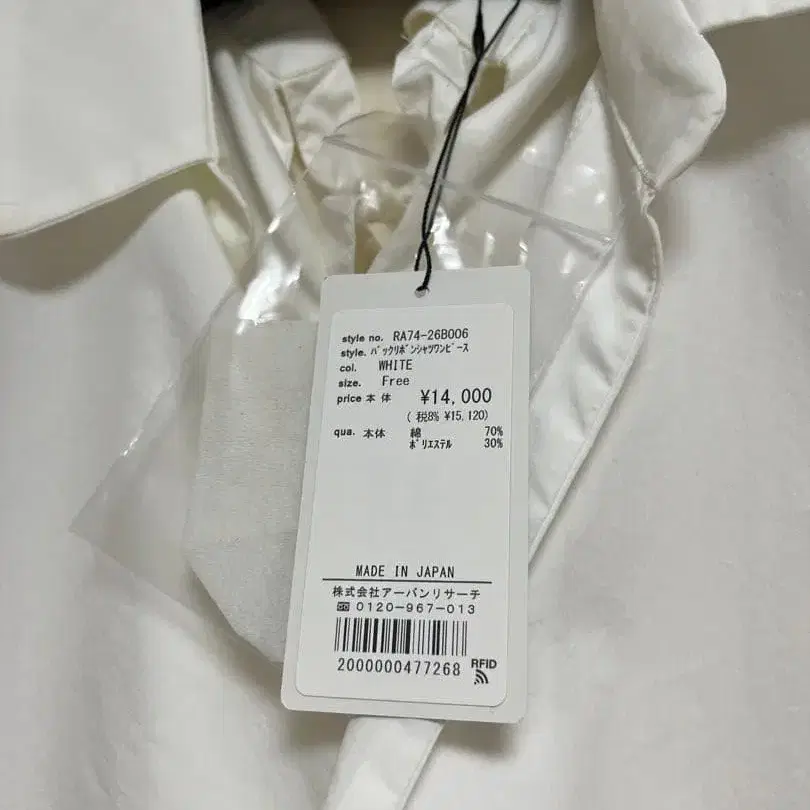 style no. RA74-26B006
style. ﾊﾞｯｸﾘﾎﾞﾝｼｬﾂﾜﾝﾋﾟｰｽ
col. WHITE
size. Free
price 本 体 ¥14,000
( 税8% ¥15,120)
qua. 本体 綿 70%
ﾎﾟﾘｴｽﾃﾙ 30%
MADE IN JAPAN
株式会社アーバンリサーチ
0120-967-013
2000000477268 RFID